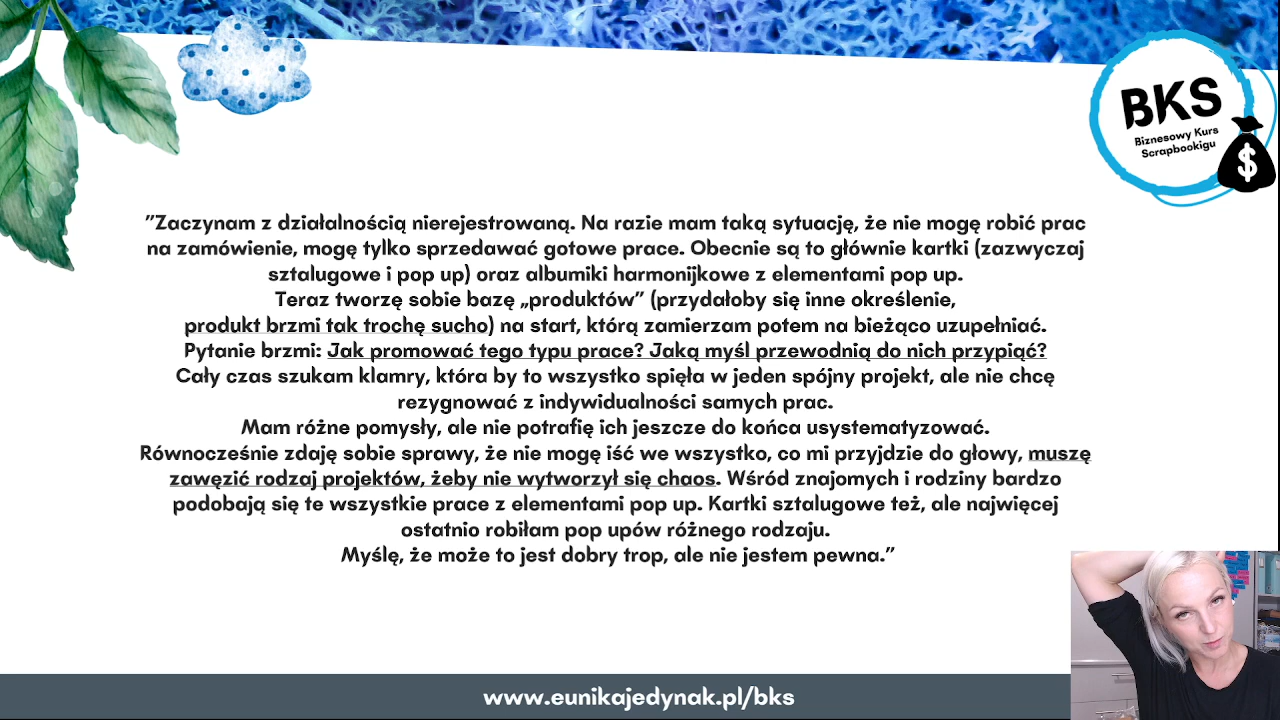 BKS
Biznesowy Kurs
Scrapbookigu
$
"Zaczynam z działalnością nierejestrowaną. Na razie mam taką sytuację, że nie mogę robić prac
na zamówienie, mogę tylko sprzedawać gotowe prace. Obecnie są to głównie kartki (zazwyczaj
sztalugowe i pop up) oraz albumiki harmonijkowe z elementami pop up.
Teraz tworzę sobie bazę „produktów” (przydałoby się inne określenie,
produkt brzmi tak trochę sucho) na start, którą zamierzam potem na bieżąco uzupełniać.
Pytanie brzmi: Jak promować tego typu prace? Jaką myśl przewodnią do nich przypiąć?
Cały czas szukam klamry, która by to wszystko spięła w jeden spójny projekt, ale nie chcę
rezygnować z indywidualności samych prac.
Mam różne pomysły, ale nie potrafię ich jeszcze do końca usystematyzować.
Równocześnie zdaję sobie sprawy, że nie mogę iść we wszystko, co mi przyjdzie do głowy, muszę
zawęzić rodzaj projektów, żeby nie wytworzył się chaos. Wśród znajomych i rodziny bardzo
podobają się te wszystkie prace z elementami pop up. Kartki sztalugowe też, ale najwięcej
ostatnio robiłam pop upów różnego rodzaju.
Myślę, że może to jest dobry trop, ale nie jestem pewna."
www.eunikajedynak.pl/bks